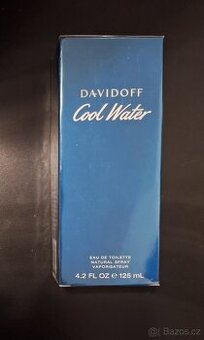 DAVIDOFF
Cool Water
EAU DE TOILETTE
NATURAL SPRAY
VAPORISATEUR
4.2 FL OZ e 125 mL
Bazos.cz